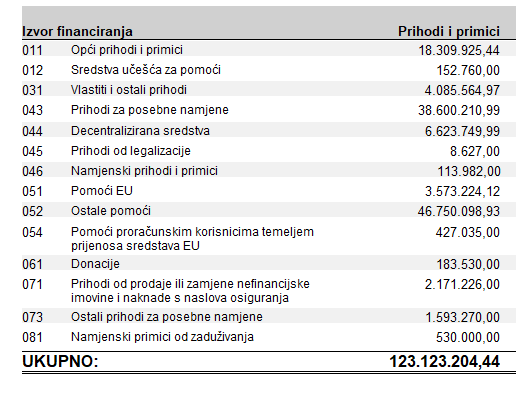 Izvor financiranja Prihodi i primici
011 Opći prihodi i primici 18.309.925,44
012 Sredstva učešća za pomoći 152.760,00
031 Vlastiti i ostali prihodi 4.085.564,97
043 Prihodi za posebne namjene 38.600.210,99
044 Decentralizirana sredstva 6.623.749,99
045 Prihodi od legalizacije 8.627,00
046 Namjenski prihodi i primici 113.982,00
051 Pomoći EU 3.573.224,12
052 Ostale pomoći 46.750.098,93
054 Pomoći proračunskim korisnicima temeljem 427.035,00
prijenosa sredstava EU
061 Donacije 183.530,00
071 Prihodi od prodaje ili zamjene nefinancijske 2.171.226,00
imovine i naknade s naslova osiguranja
073 Ostali prihodi za posebne namjene 1.593.270,00
081 Namjenski primici od zaduživanja 530.000,00
UKUPNO: 123.123.204,44